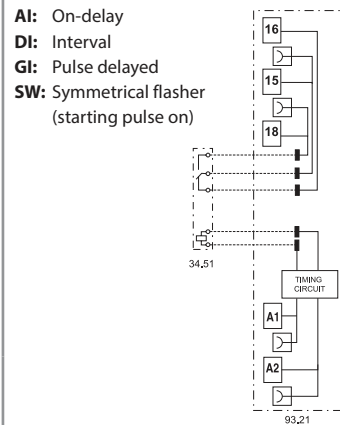 AI: On-delay
DI: Interval
GI: Pulse delayed
SW: Symmetrical flasher
(starting pulse on)
16
15
18
34.51
TIMING
CIRCUIT
A1
A2
93.21